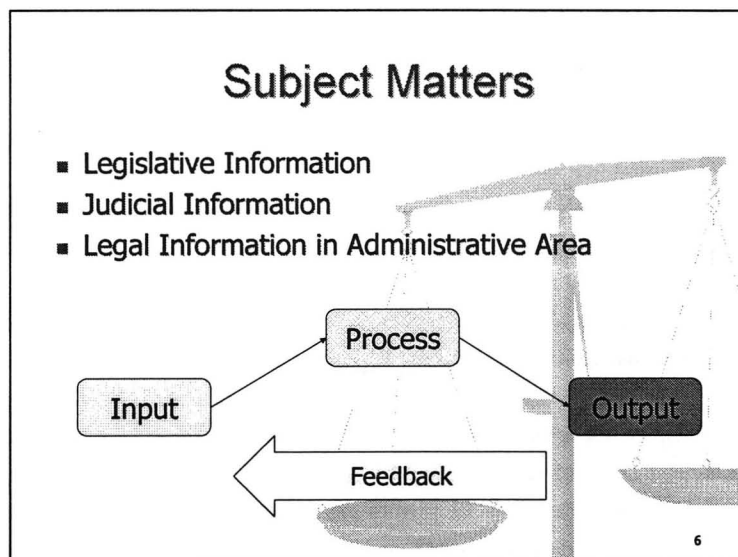 Subject Matters
■ Legislative Information
■ Judicial Information
■ Legal Information in Administrative Area
Process
Input
Output
Feedback
6